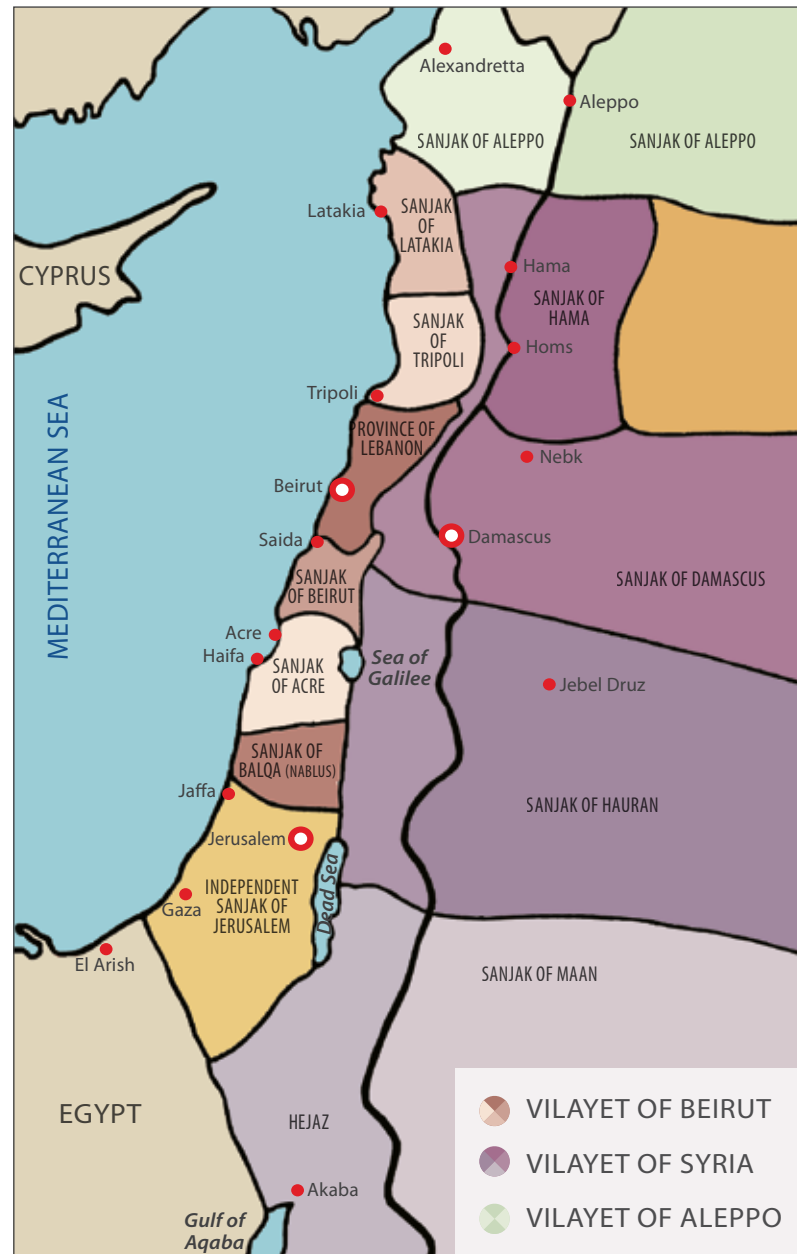 Alexandretta
Aleppo
SANJAK OF ALEPPO
SANJAK OF ALEPPO
Latakia
SANJAK
OF
LATAKIA
CYPRUS
Hama
SANJAK OF
HAMA
SANJAK
OF
TRIPOLI
Homs
Tripoli
PROVINCE OF
LEBANON
MEDITERRANEAN SEA
Nebk
Beirut
Saida
Damascus
SANJAK
OF BEIRUT
SANJAK OF DAMASCUS
Acre
Haifa
SANJAK
OF ACRE
Sea of
Galilee
Jebel Druz
SANJAK OF
BALQA (NABLUS)
Jaffa
SANJAK OF HAURAN
Jerusalem
Dead Sea
INDEPENDENT
SANJAK OF
JERUSALEM
Gaza
El Arish
SANJAK OF MAAN
EGYPT
HEJAZ
Akaba
Gulf of
Aqaba
VILAYET OF BEIRUT
VILAYET OF SYRIA
VILAYET OF ALEPPO